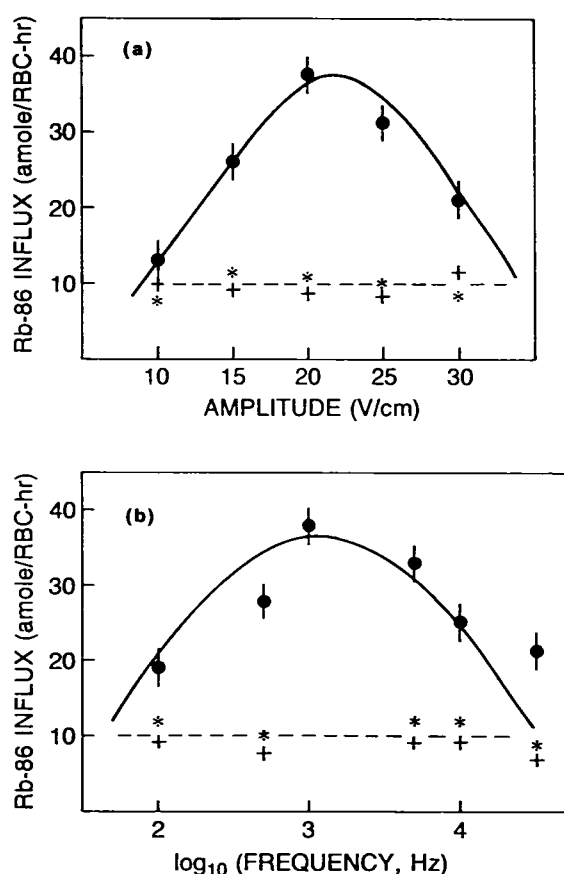 (a)
Rb-86 INFLUX (amole/RBC-hr)
40
30
20
10
10 15 20 25 30
AMPLITUDE (V/cm)
(b)
Rb-86 INFLUX (amole/RBC-hr)
40
30
20
10
2 3 4
log₁₀ (FREQUENCY, Hz)